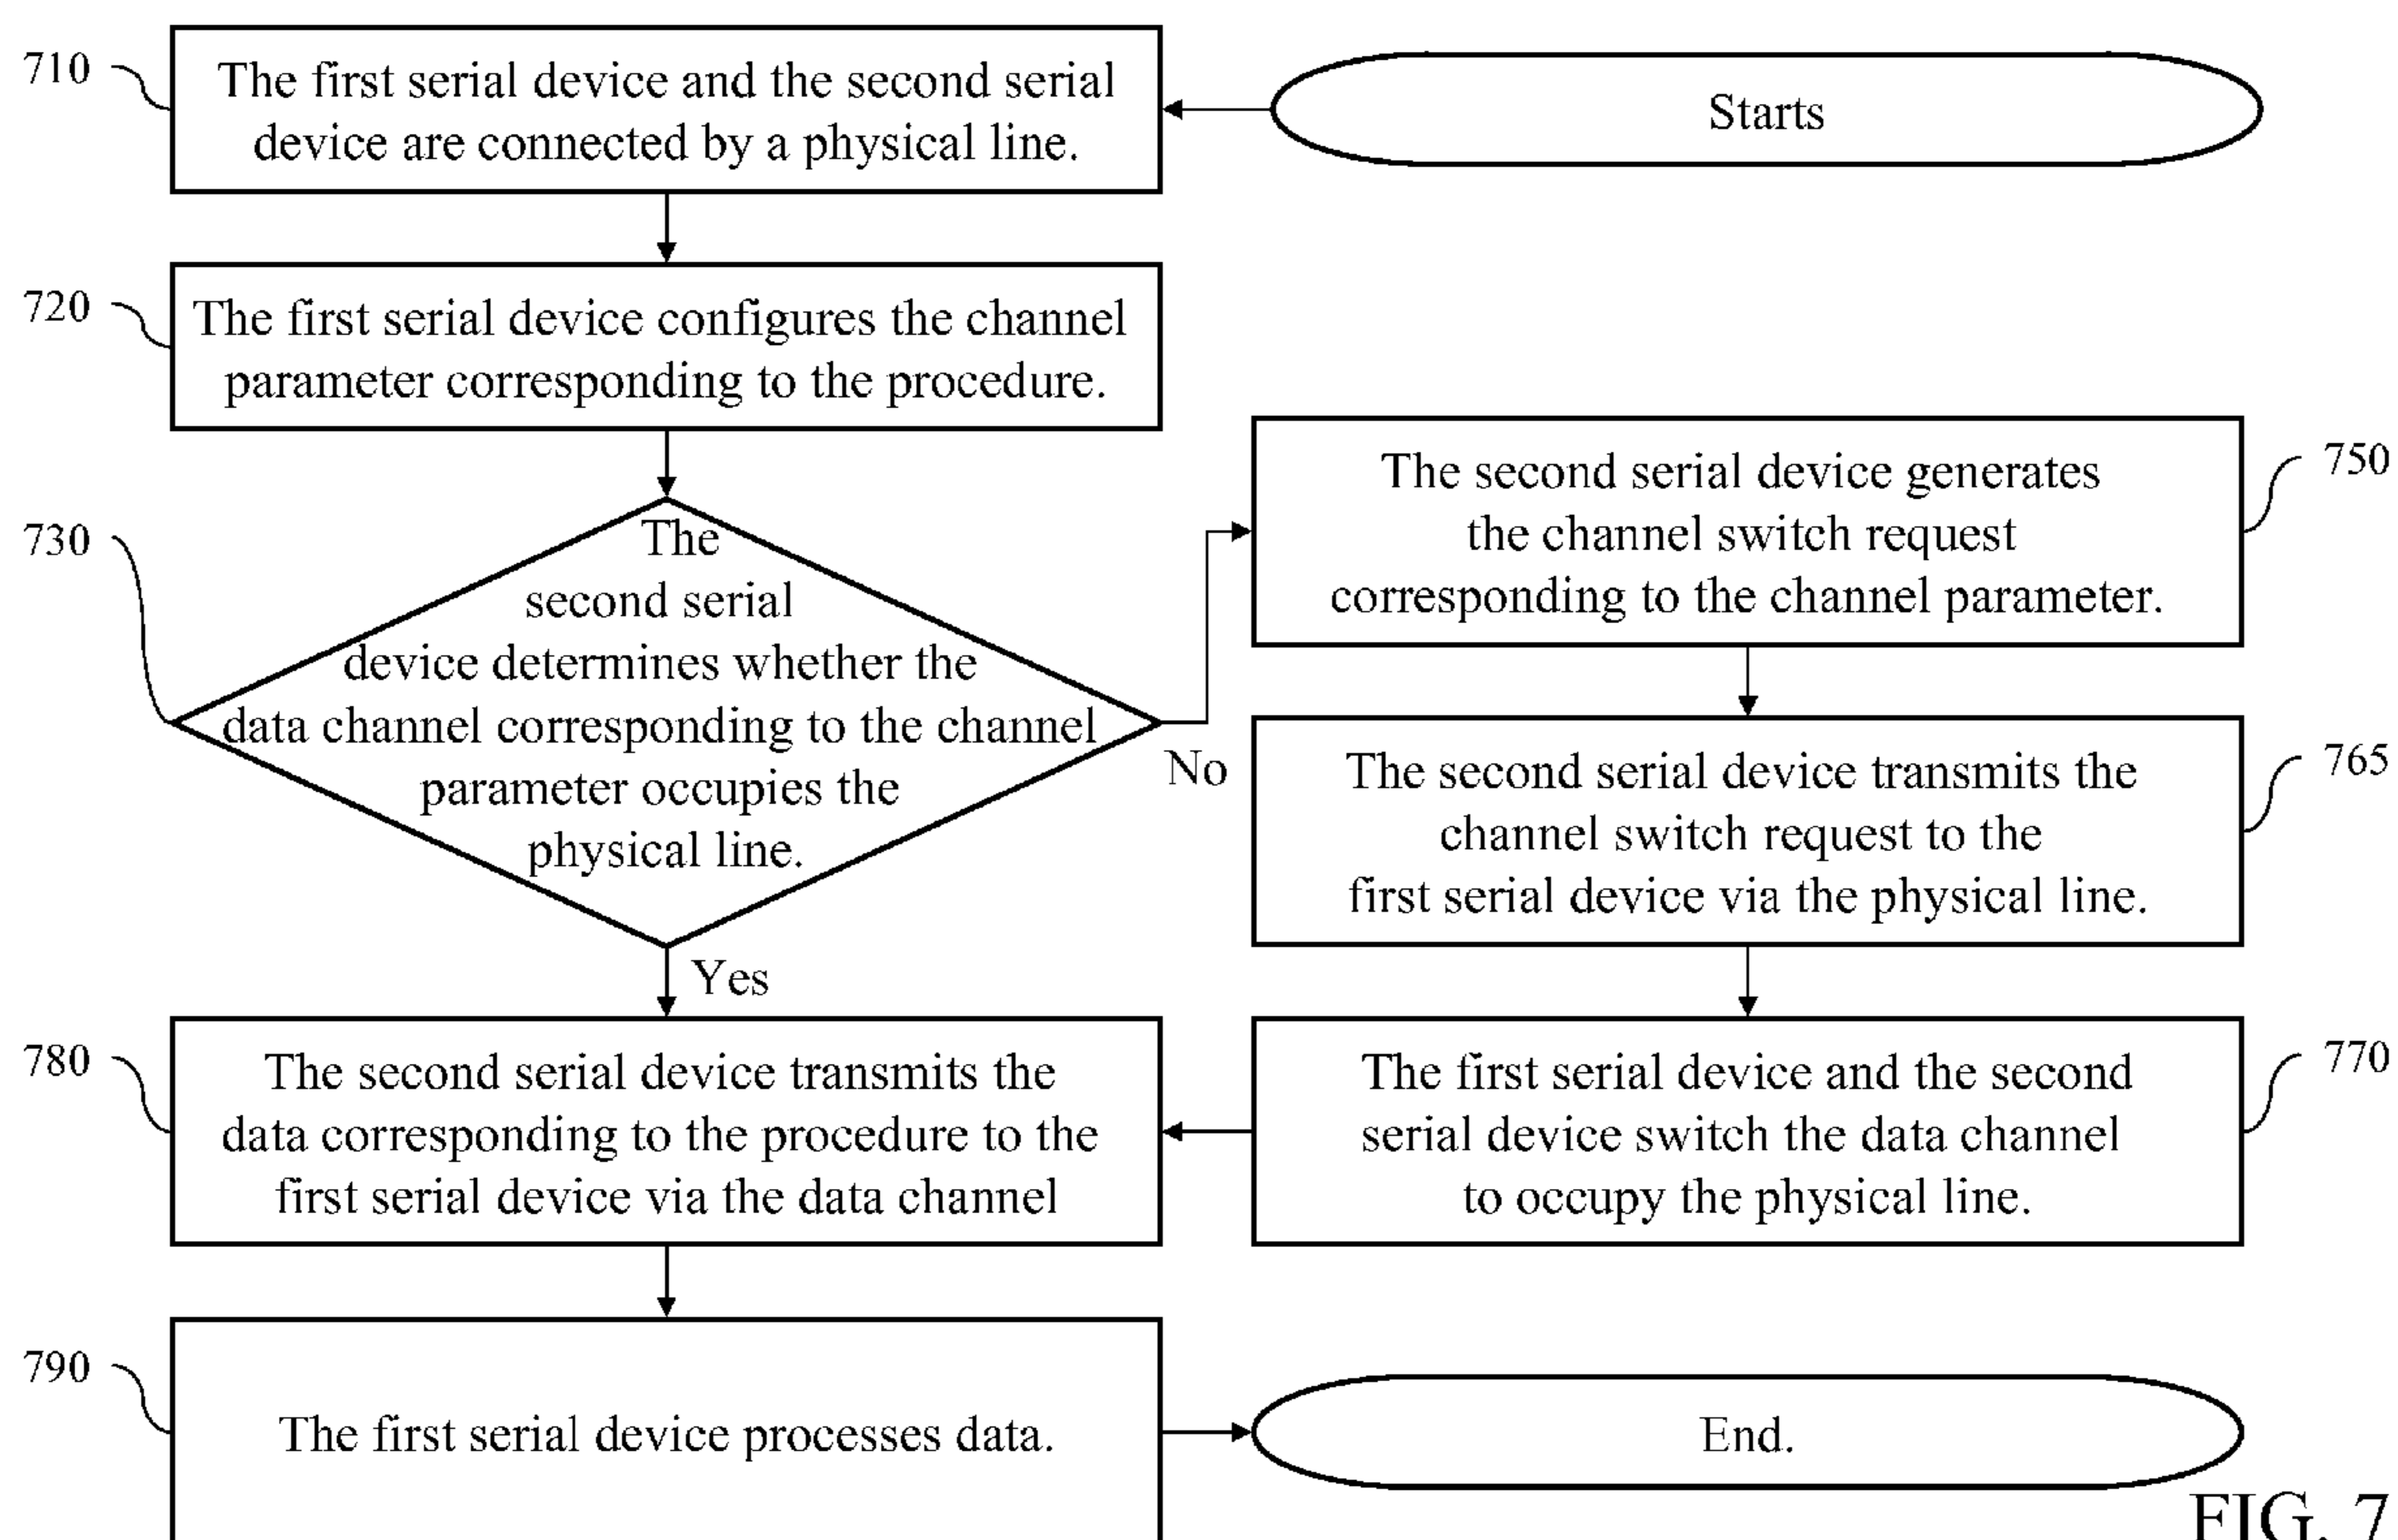 710
The first serial device and the second serial
device are connected by a physical line.
Starts
720
The first serial device configures the channel
parameter corresponding to the procedure.
730
The
second serial
device determines whether the
data channel corresponding to the channel
parameter occupies the
physical line.
No
Yes
750
The second serial device generates
the channel switch request
corresponding to the channel parameter.
765
The second serial device transmits the
channel switch request to the
first serial device via the physical line.
770
The first serial device and the second
serial device switch the data channel
to occupy the physical line.
780
The second serial device transmits the
data corresponding to the procedure to the
first serial device via the data channel
790
The first serial device processes data.
End.
FIG. 7